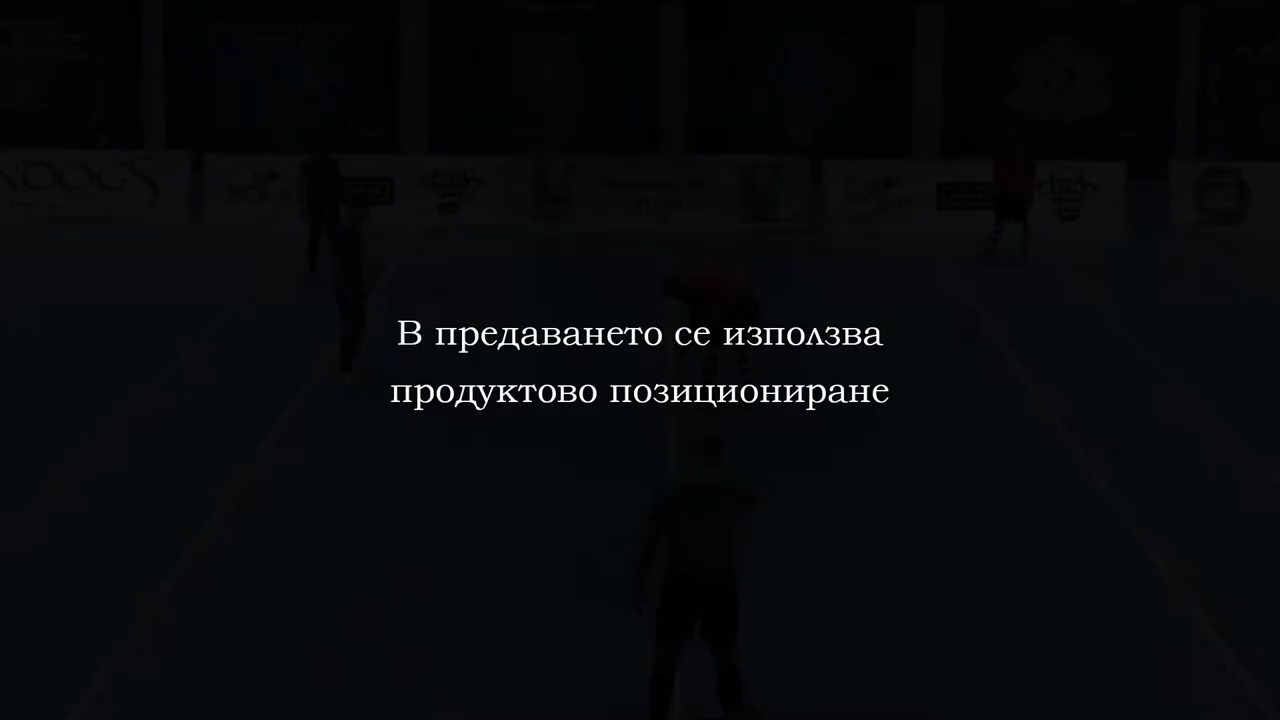 В предаването се използва
продуктово позициониране